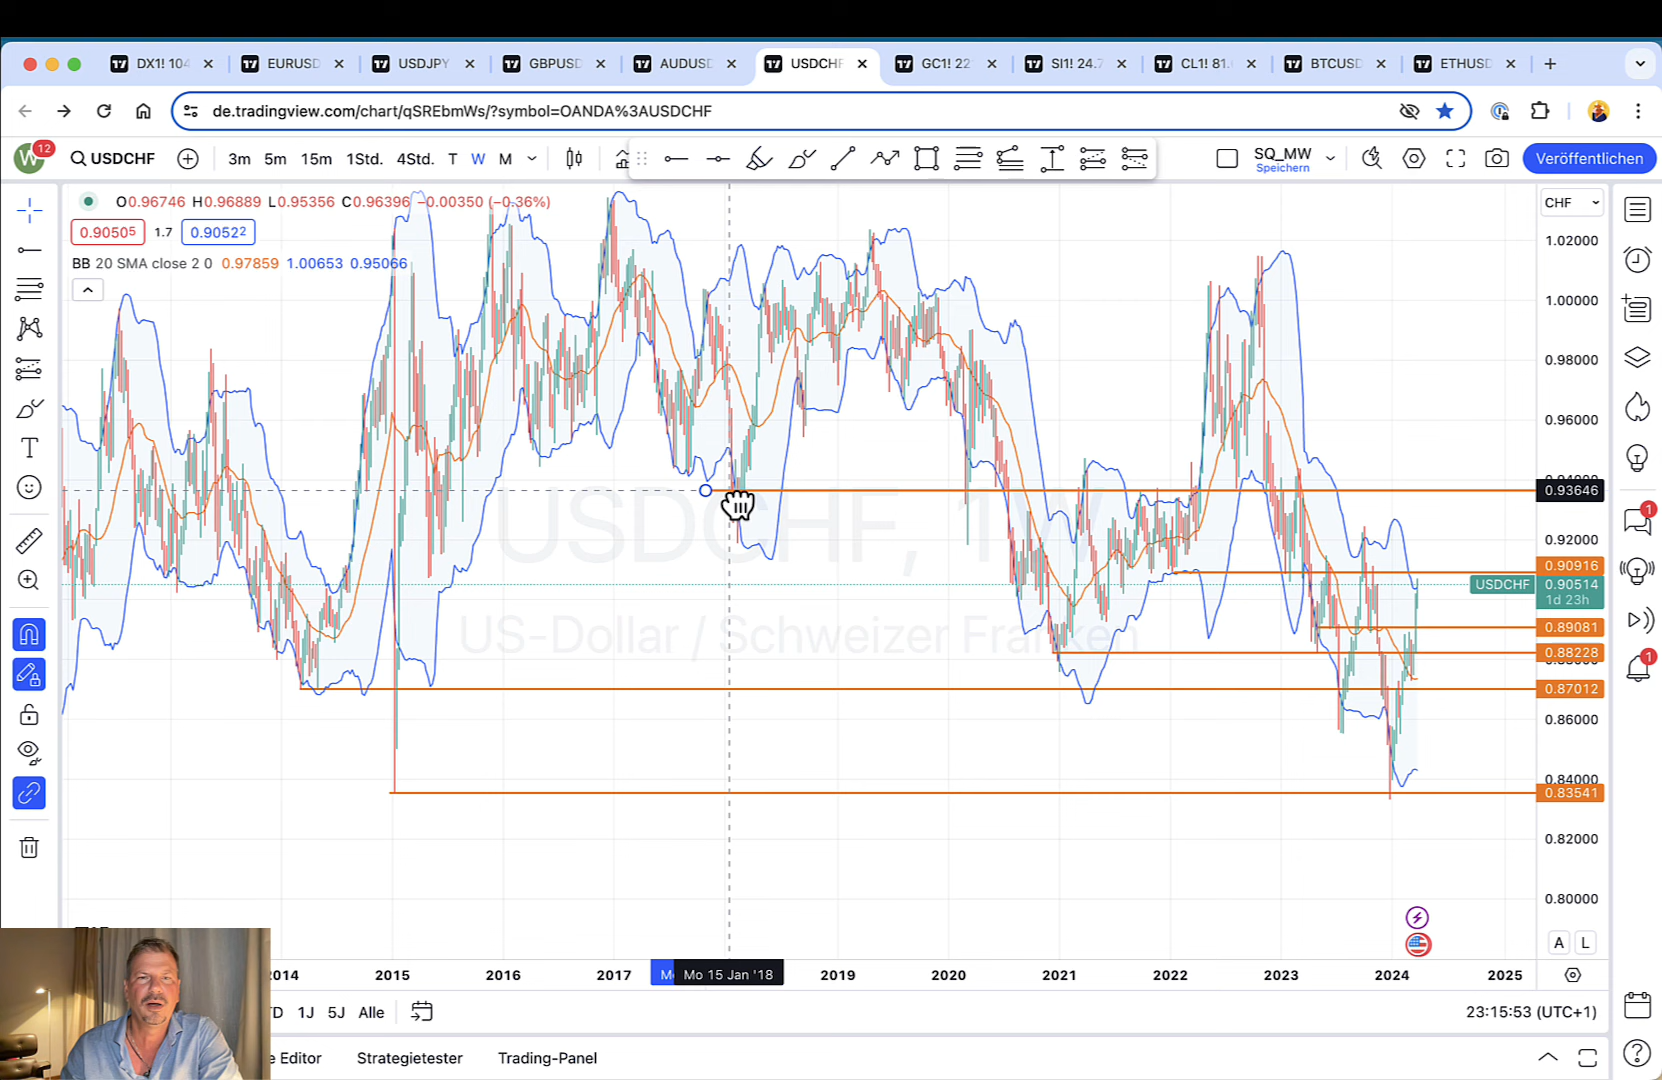 DX1! 104
EURUSD
USDJPY
GBPUSD
AUDUSD
USDCHF
GC1! 22
SI1! 24.7
CL1! 81.
BTCUSD
ETHUSD
de.tradingview.com/chart/qSREbmWs/?symbol=OANDA%3AUSDCHF
W 12
USDCHF
3m 5m 15m 1Std. 4Std. T W M
SQ_MW
Speichern
Veröffentlichen
O0.96746 H0.96889 L0.95356 C0.96396 −0.00350 (−0.36%)
CHF
0.90505 1.7 0.90522
BB 20 SMA close 2 0 0.97859 1.00653 0.95066
1.02000
1.00000
0.98000
0.96000
0.93646
USDCHF, 1W
0.92000
0.90916
USDCHF 0.90514
1d 23h
0.89081
US-Dollar / Schweizer Franken
0.88228
0.87012
0.86000
0.84000
0.83541
0.82000
0.80000
A L
2014 2015 2016 2017 Mo 15 Jan '18 2019 2020 2021 2022 2023 2024 2025
1J 5J Alle
23:15:53 (UTC+1)
Editor Strategietester Trading-Panel
1
1